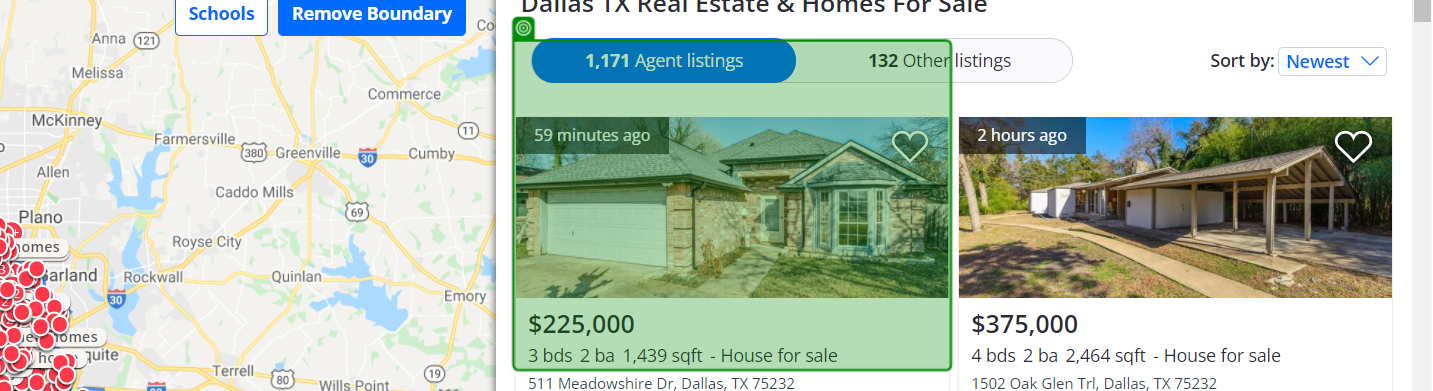 Schools
Remove Boundary
Anna
121
Melissa
Commerce
McKinney
Farmersville
380
Greenville
30
11
Cumby
Allen
Caddo Mills
69
Plano
homes
Royse City
Rockwall
Quinlan
30
Emory
homes
Terrell
80
19
Wills Point
Dallas TX Real Estate & Homes For Sale
1,171 Agent listings
132 Other listings
Sort by: Newest
59 minutes ago
$225,000
3 bds 2 ba 1,439 sqft - House for sale
511 Meadowshire Dr, Dallas, TX 75232
2 hours ago
$375,000
4 bds 2 ba 2,464 sqft - House for sale
1502 Oak Glen Trl, Dallas, TX 75232